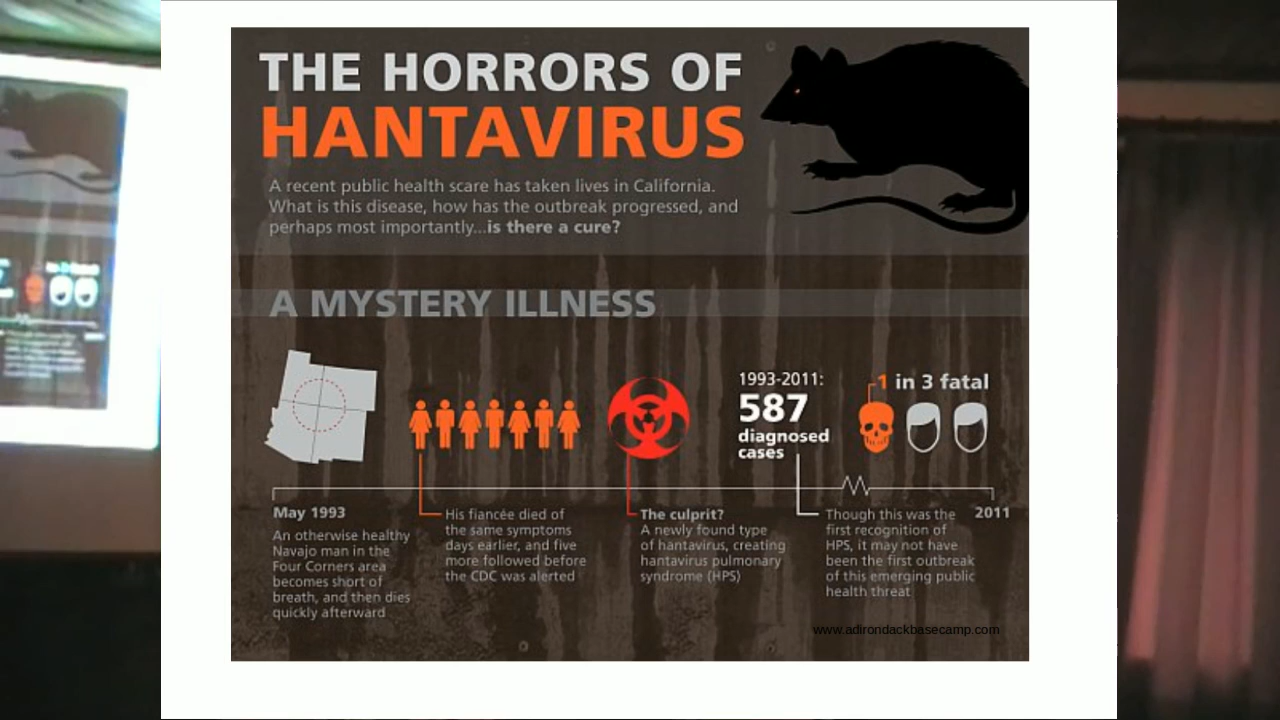 THE HORRORS OF
HANTAVIRUS
A recent public health scare has taken lives in California.
What is this disease, how has the outbreak progressed, and
perhaps most importantly...is there a cure?
A MYSTERY ILLNESS
May 1993
An otherwise healthy
Navajo man in the
Four Corners area
becomes short of
breath, and then dies
quickly afterward
His fiancée died of
the same symptoms
days earlier, and five
more followed before
the CDC was alerted
The culprit?
A newly found type
of hantavirus, creating
hantavirus pulmonary
syndrome (HPS)
1993-2011:
587
diagnosed
cases
1 in 3 fatal
Though this was the
first recognition of
HPS, it may not have
been the first outbreak
of this emerging public
health threat
2011
www.adirondackbasecamp.com